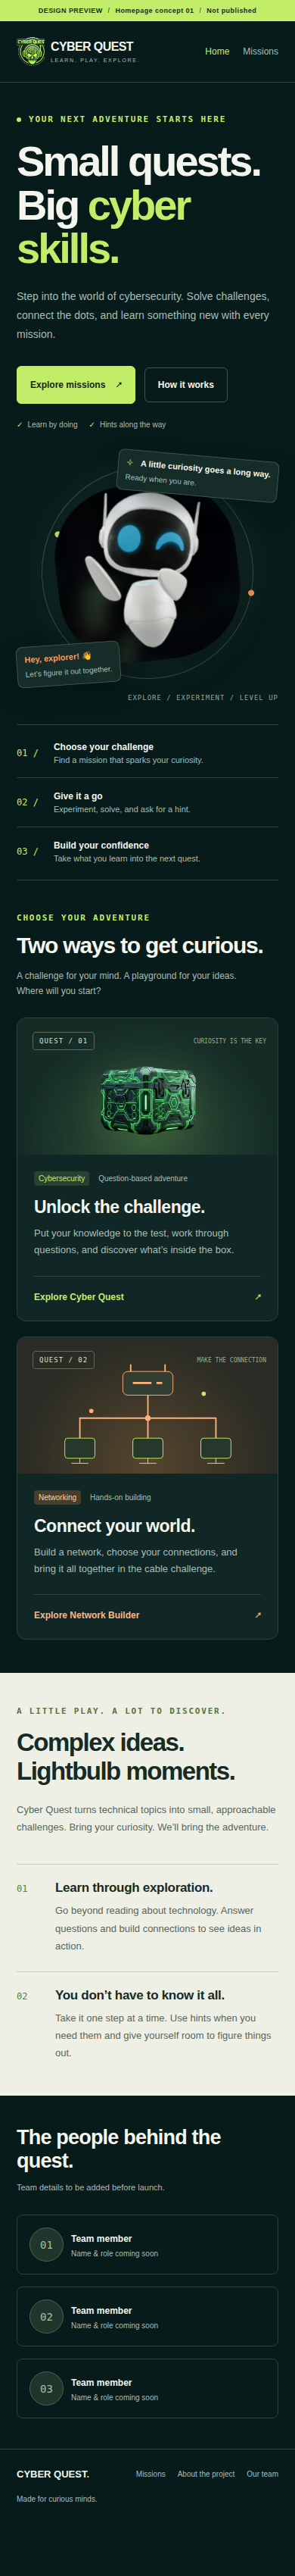 DESIGN PREVIEW / Homepage concept 01 / Not published
CYBER QUEST
CYBER QUEST
LEARN. PLAY. EXPLORE.
Home Missions
YOUR NEXT ADVENTURE STARTS HERE
Small quests.
Big cyber
skills.
Step into the world of cybersecurity. Solve challenges,
connect the dots, and learn something new with every
mission.
Explore missions ↗
How it works
✓ Learn by doing ✓ Hints along the way
A little curiosity goes a long way.
Ready when you are.
Hey, explorer! 👋
Let's figure it out together.
EXPLORE / EXPERIMENT / LEVEL UP
01 / Choose your challenge
Find a mission that sparks your curiosity.
02 / Give it a go
Experiment, solve, and ask for a hint.
03 / Build your confidence
Take what you learn into the next quest.
CHOOSE YOUR ADVENTURE
Two ways to get curious.
A challenge for your mind. A playground for your ideas.
Where will you start?
QUEST / 01
CURIOSITY IS THE KEY
Cybersecurity Question-based adventure
Unlock the challenge.
Put your knowledge to the test, work through
questions, and discover what’s inside the box.
Explore Cyber Quest ↗
QUEST / 02
MAKE THE CONNECTION
Networking Hands-on building
Connect your world.
Build a network, choose your connections, and
bring it all together in the cable challenge.
Explore Network Builder ↗
A LITTLE PLAY. A LOT TO DISCOVER.
Complex ideas.
Lightbulb moments.
Cyber Quest turns technical topics into small, approachable
challenges. Bring your curiosity. We’ll bring the adventure.
01 Learn through exploration.
Go beyond reading about technology. Answer
questions and build connections to see ideas in
action.
02 You don’t have to know it all.
Take it one step at a time. Use hints when you
need them and give yourself room to figure things
out.
The people behind the
quest.
Team details to be added before launch.
01 Team member
Name & role coming soon
02 Team member
Name & role coming soon
03 Team member
Name & role coming soon
CYBER QUEST.
Missions About the project Our team
Made for curious minds.